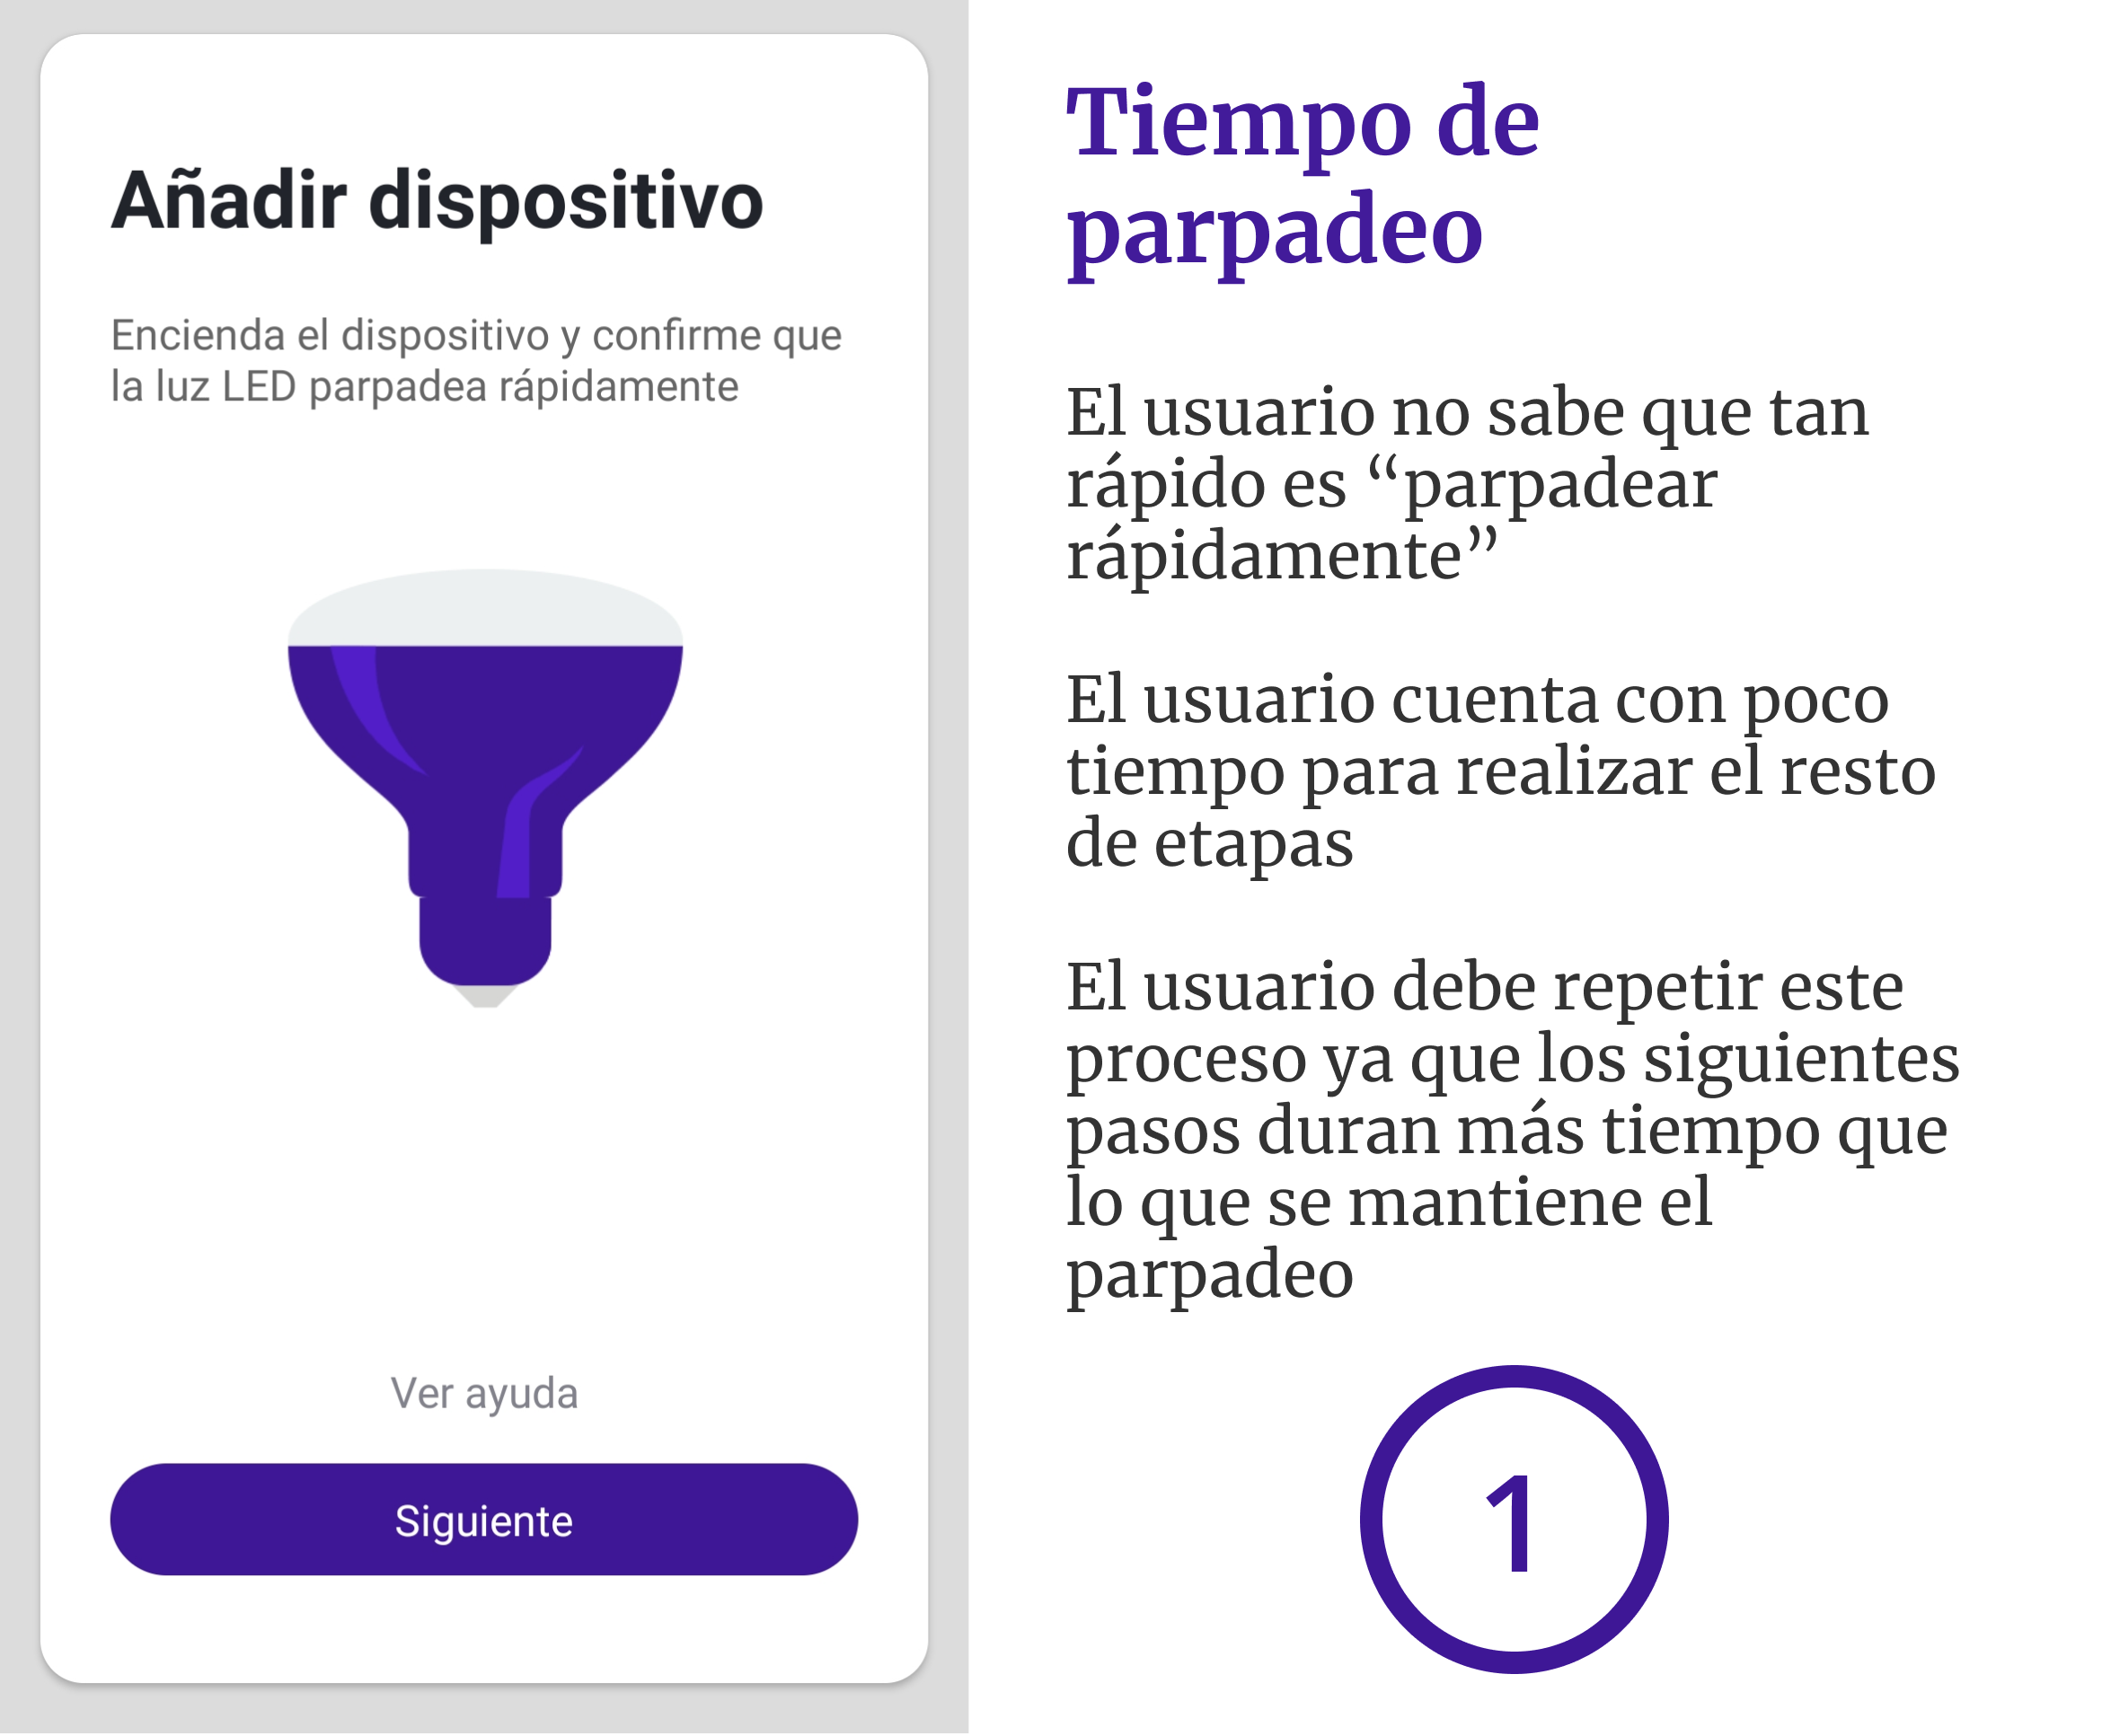 Añadir dispositivo
Encienda el dispositivo y confirme que
la luz LED parpadea rápidamente
Ver ayuda
Siguiente
Tiempo de
parpadeo
El usuario no sabe que tan
rápido es “parpadear
rápidamente”
El usuario cuenta con poco
tiempo para realizar el resto
de etapas
El usuario debe repetir este
proceso ya que los siguientes
pasos duran más tiempo que
lo que se mantiene el
parpadeo
1